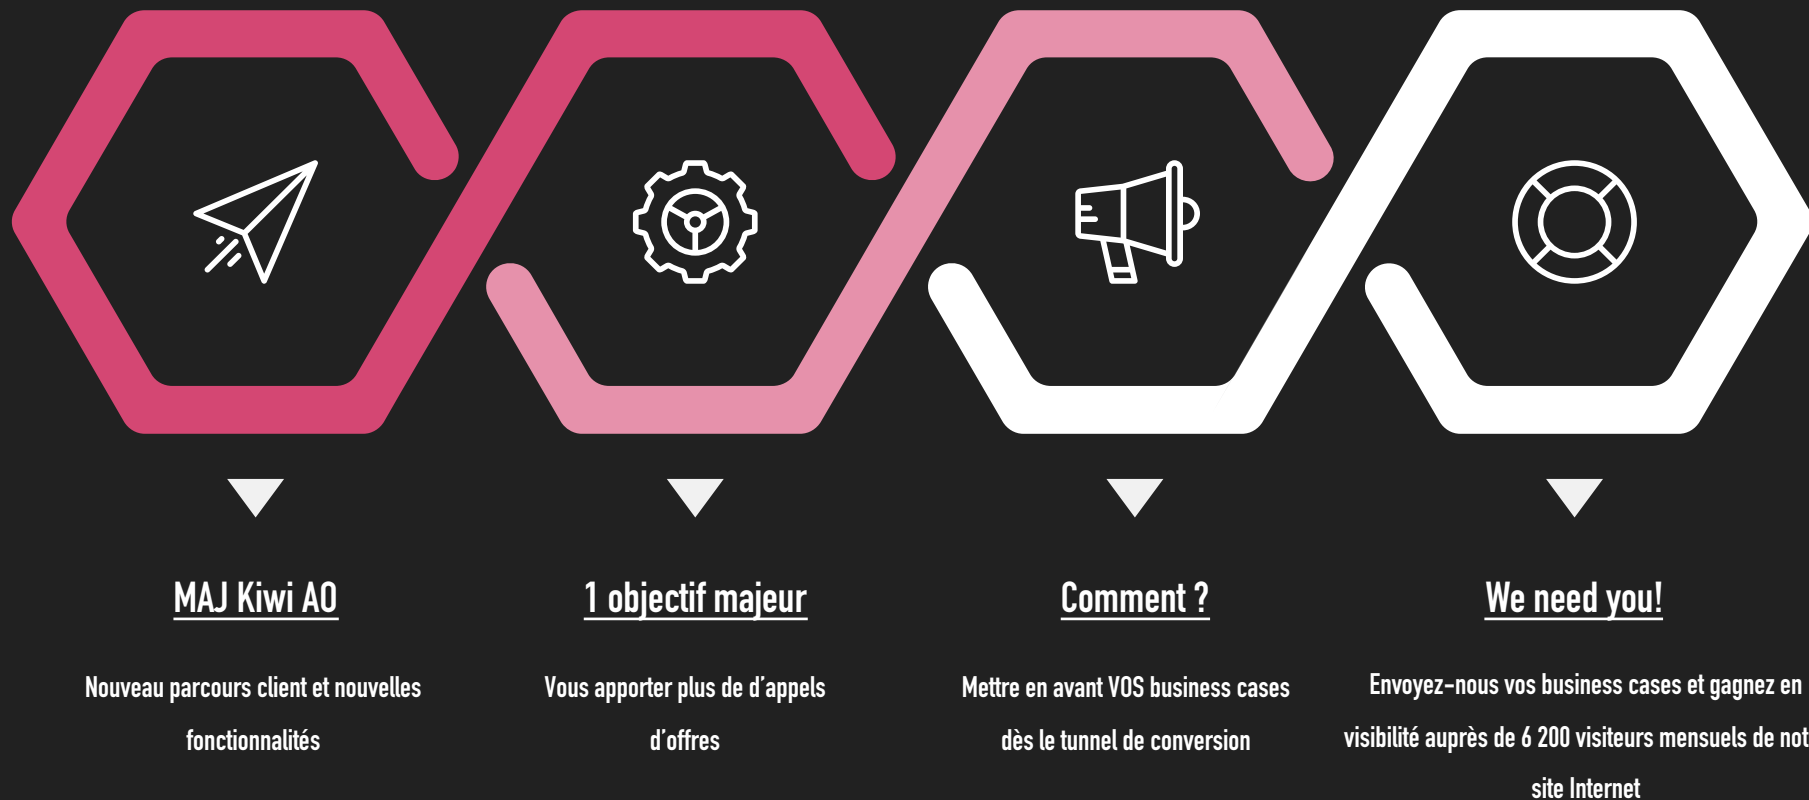 MAJ Kiwi AO
Nouveau parcours client et nouvelles
fonctionnalités
1 objectif majeur
Vous apporter plus de d'appels
d'offres
Comment ?
Mettre en avant VOS business cases
dès le tunnel de conversion
We need you!
Envoyez-nous vos business cases et gagnez en
visibilité auprès de 6 200 visiteurs mensuels de not
site Internet